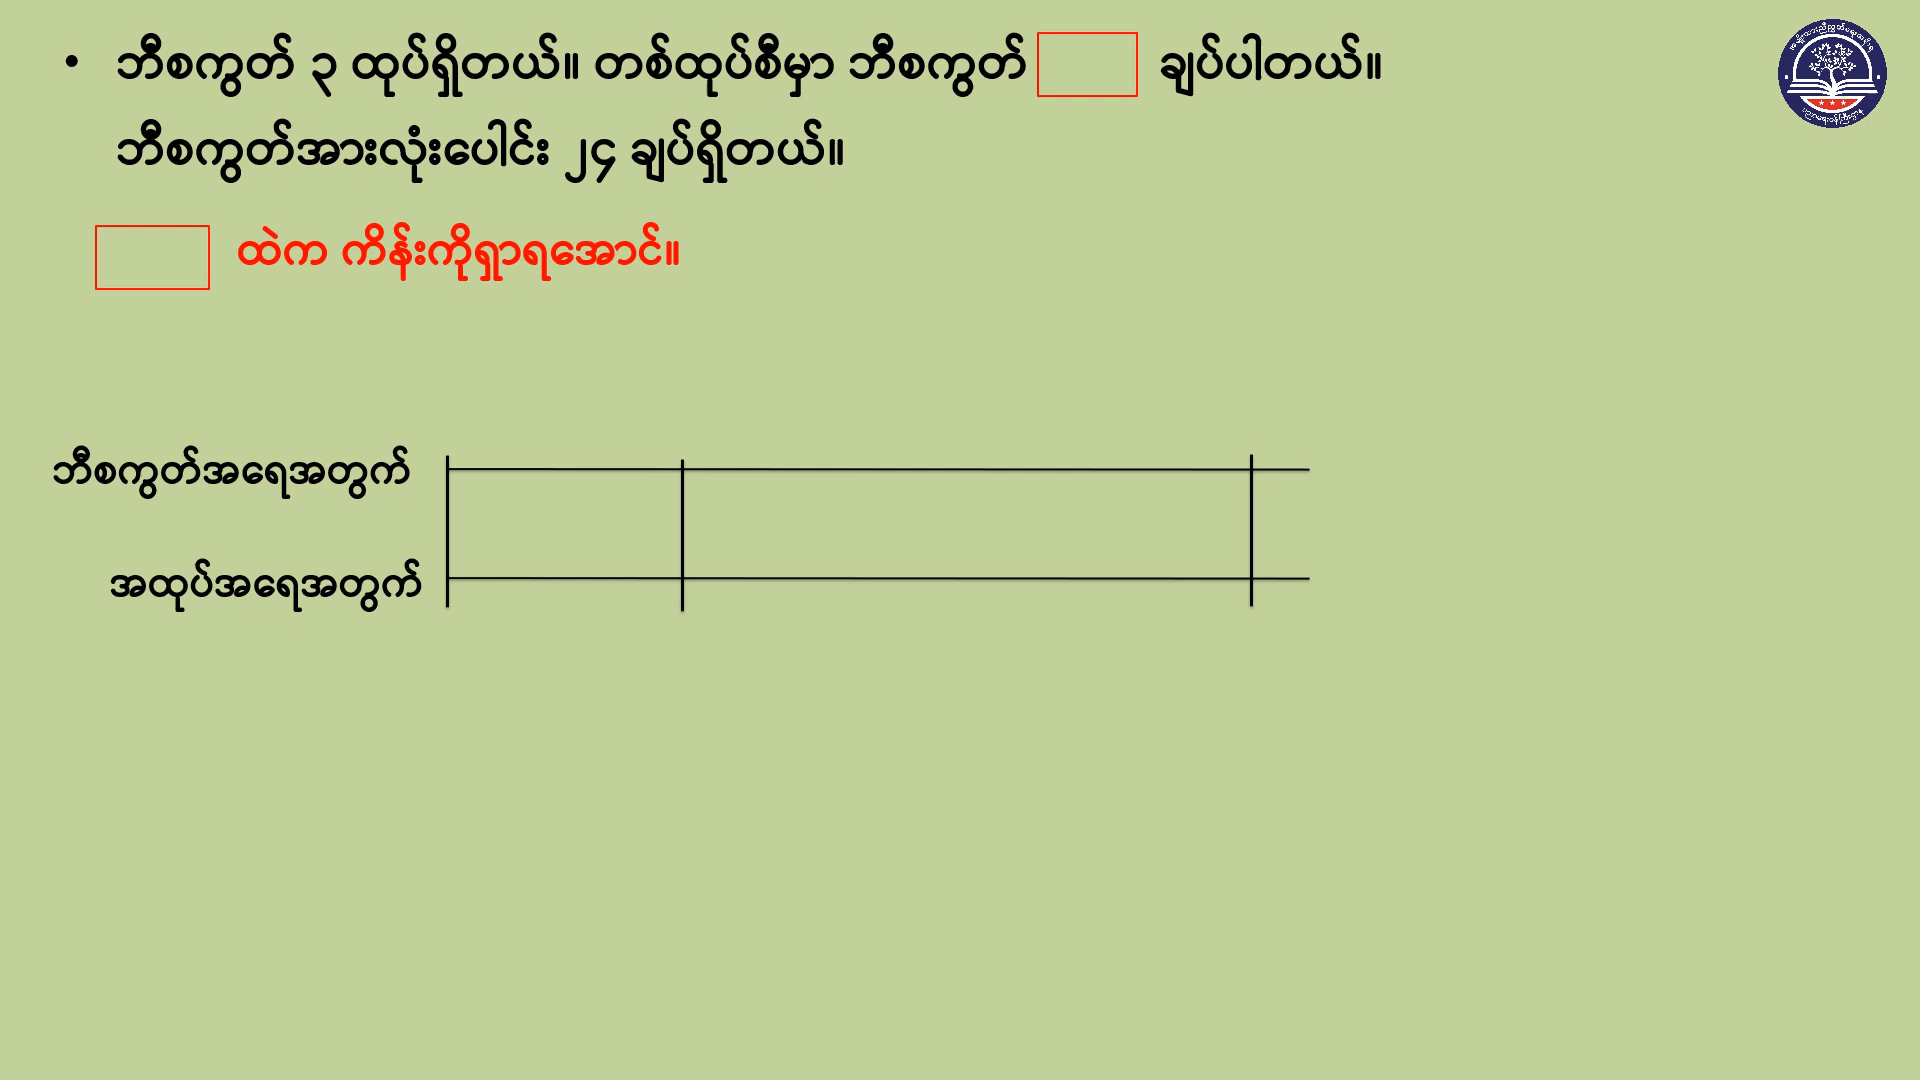 • ဘီစကွတ် ၃ ထုပ်ရှိတယ်။ တစ်ထုပ်စီမှာ ဘီစကွတ် ချပ်ပါတယ်။
ဘီစကွတ်အားလုံးပေါင်း ၂၄ ချပ်ရှိတယ်။
ထဲက ကိန်းကိုရှာရအောင်။
ဘီစကွတ်အရေအတွက်
အထုပ်အရေအတွက်